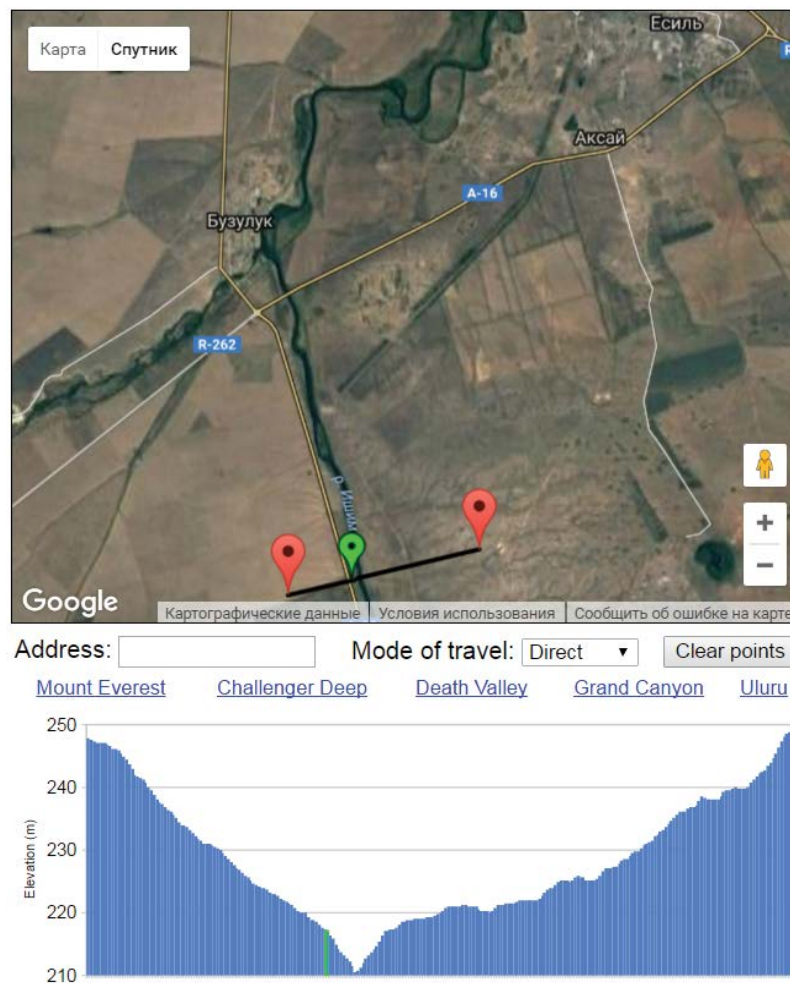 Есиль
Карта Спутник
R
Аксай
A-16
Бузулук
R-262
р. Ишим
Google
Картографические данные Условия использования Сообщить об ошибке на карте
Address: Mode of travel: Direct Clear points
Mount Everest Challenger Deep Death Valley Grand Canyon Uluru
250
240
230
220
210
Elevation (m)